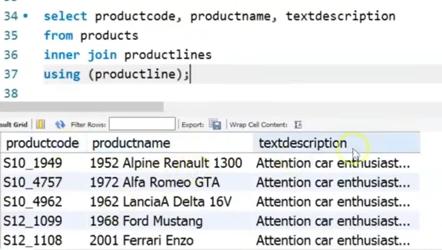 34 select productcode, productname, textdescription
35 from products
36 inner join productlines
37 using (productline);
38
sult Grid Filter Rows: Export: Wrap Cell Content:
productcode productname textdescription
S10_1949 1952 Alpine Renault 1300 Attention car enthusiast...
S10_4757 1972 Alfa Romeo GTA Attention car enthusiast...
S10_4962 1962 LanciaA Delta 16V Attention car enthusiast...
S12_1099 1968 Ford Mustang Attention car enthusiast...
S12_1108 2001 Ferrari Enzo Attention car enthusiast...